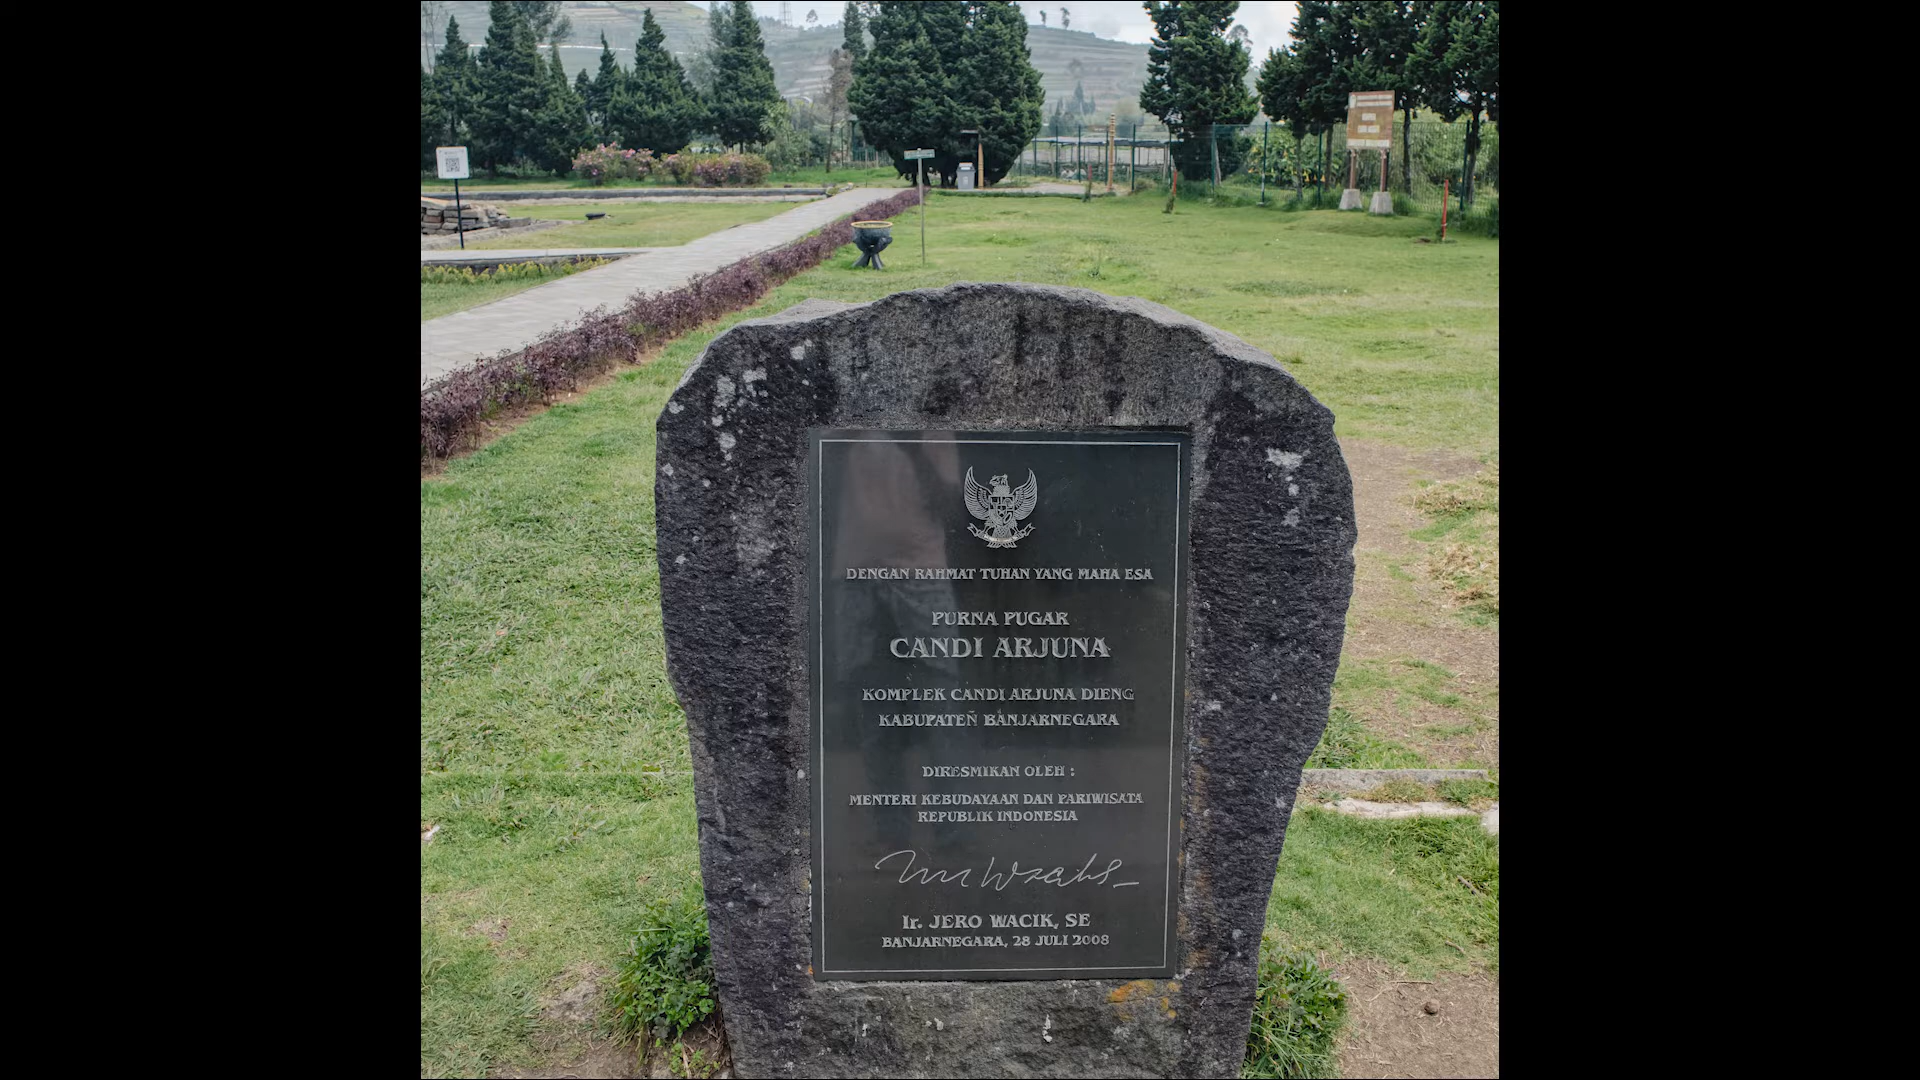 DENGAN RAHMAT TUHAN YANG MAHA ESA
PURNA PUGAR
CANDI ARJUNA
KOMPLEK CANDI ARJUNA DIENG
KABUPATEN BANJARNEGARA
DIRESMIKAN OLEH :
MENTERI KEBUDAYAAN DAN PARIWISATA
REPUBLIK INDONESIA
Ir. JERO WACIK, SE
BANJARNEGARA, 28 JULI 2008